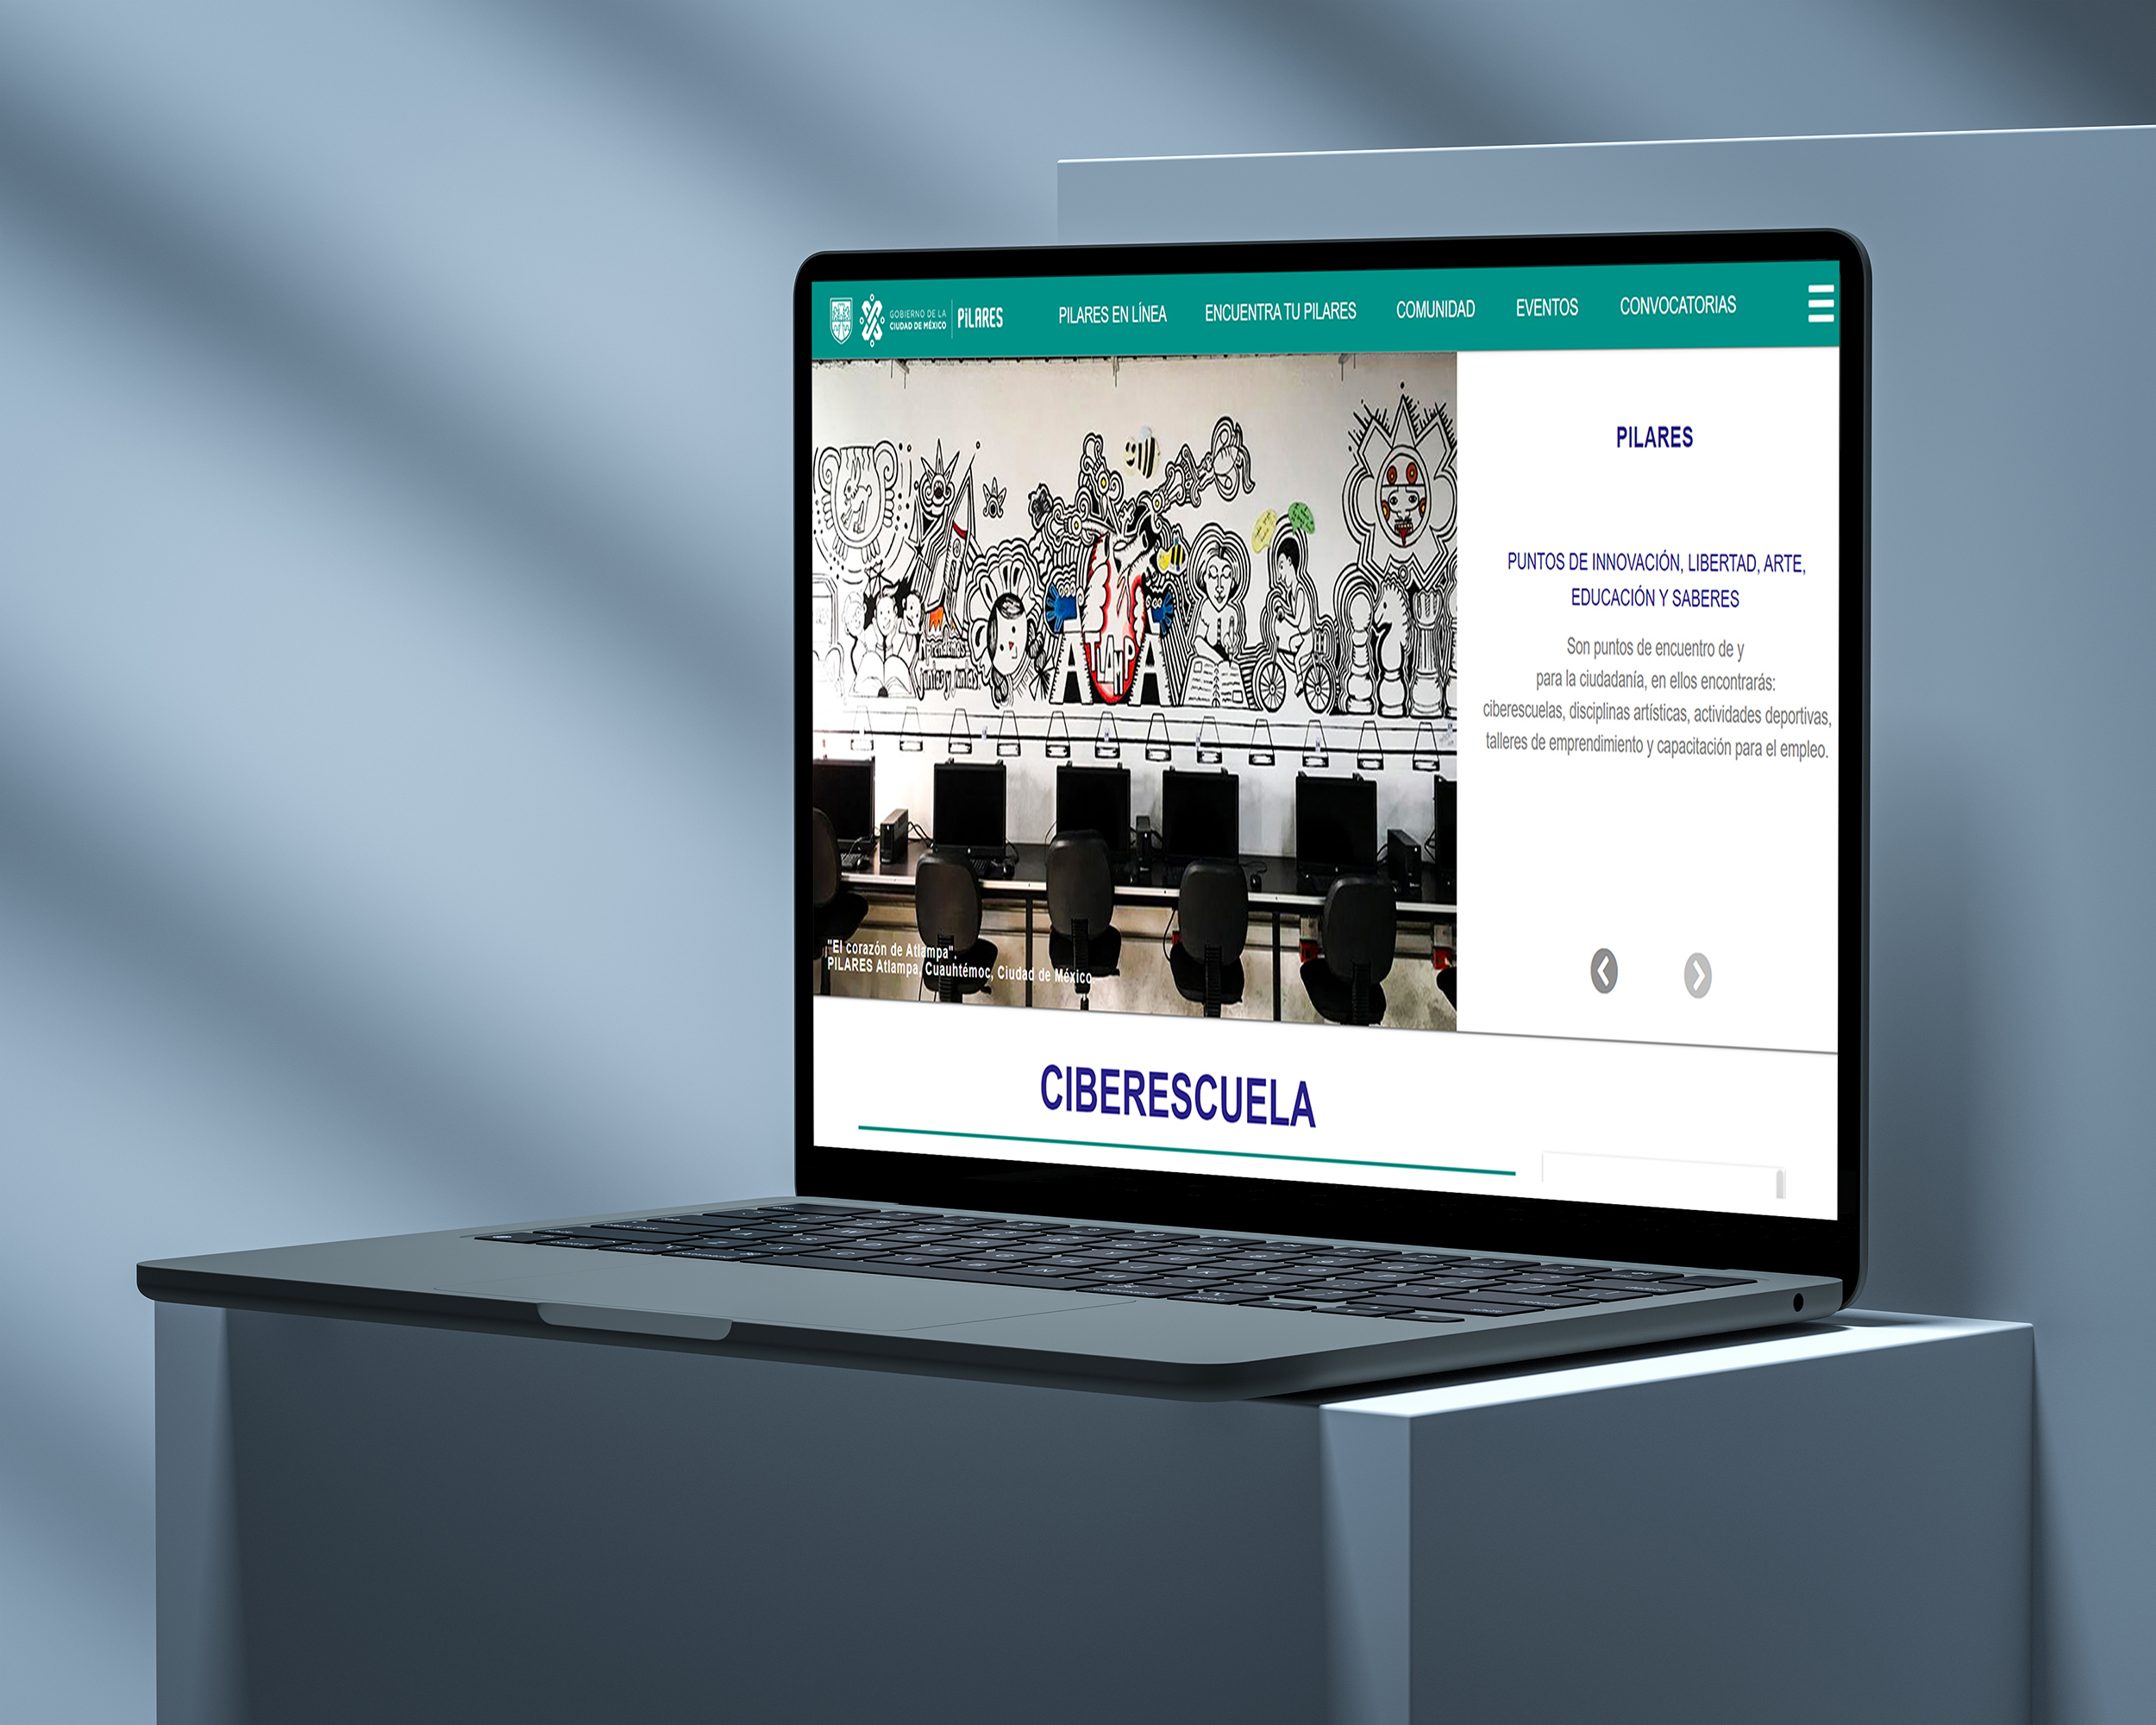 GOBIERNO DE LA
CIUDAD DE MÉXICO
PILARES
PILARES EN LÍNEA
ENCUENTRA TU PILARES
COMUNIDAD
EVENTOS
CONVOCATORIAS
Aprendamos
juntas y juntos
ATLAMPA
"El corazón de Atlampa".
PILARES Atlampa, Cuauhtémoc, Ciudad de México.
PILARES
PUNTOS DE INNOVACIÓN, LIBERTAD, ARTE,
EDUCACIÓN Y SABERES
Son puntos de encuentro de y
para la ciudadanía, en ellos encontrarás:
ciberescuelas, disciplinas artísticas, actividades deportivas,
talleres de emprendimiento y capacitación para el empleo.
CIBERESCUELA